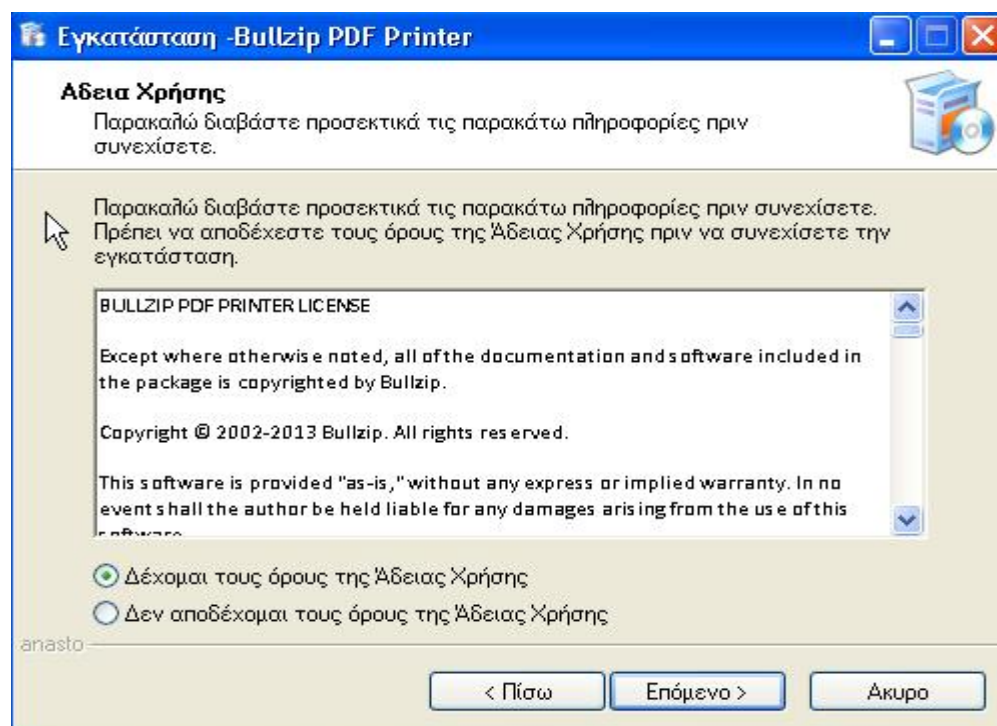 Εγκατάσταση -Bullzip PDF Printer
Αδεια Χρήσης
Παρακαλώ διαβάστε προσεκτικά τις παρακάτω πληροφορίες πριν
συνεχίσετε.
Παρακαλώ διαβάστε προσεκτικά τις παρακάτω πληροφορίες πριν συνεχίσετε.
Πρέπει να αποδέχεστε τους όρους της Άδειας Χρήσης πριν να συνεχίσετε την
εγκατάσταση.
BULLZIP PDF PRINTER LICENSE
Except where otherwise noted, all of the documentation and software included in
the package is copyrighted by Bullzip.
Copyright © 2002-2013 Bullzip. All rights reserved.
This software is provided "as-is," without any express or implied warranty. In no
event shall the author be held liable for any damages arising from the use of this
software.
Δέχομαι τους όρους της Άδειας Χρήσης
Δεν αποδέχομαι τους όρους της Άδειας Χρήσης
anasto
< Πίσω Επόμενο > Ακυρο